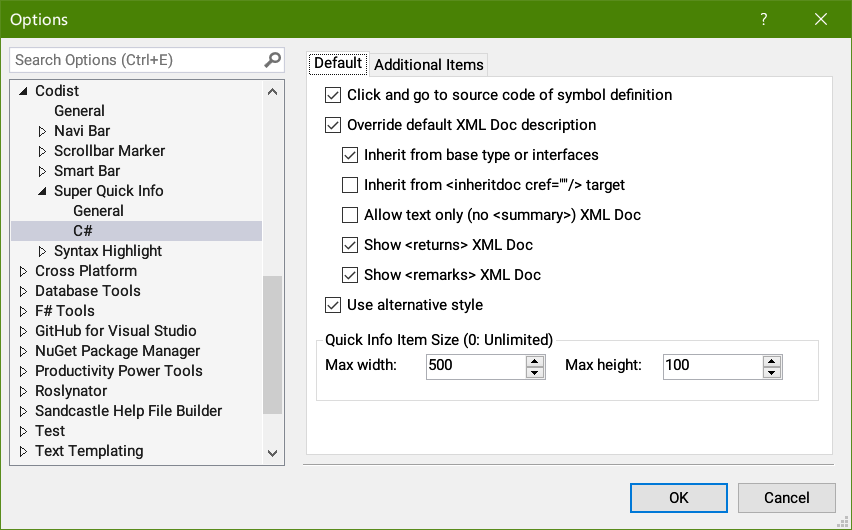 Options
?
Search Options (Ctrl+E)
Codist
General
Navi Bar
Scrollbar Marker
Smart Bar
Super Quick Info
General
C#
Syntax Highlight
Cross Platform
Database Tools
F# Tools
GitHub for Visual Studio
NuGet Package Manager
Productivity Power Tools
Roslynator
Sandcastle Help File Builder
Test
Text Templating
Default
Additional Items
Click and go to source code of symbol definition
Override default XML Doc description
Inherit from base type or interfaces
Inherit from <inheritdoc cref=""/> target
Allow text only (no <summary>) XML Doc
Show <returns> XML Doc
Show <remarks> XML Doc
Use alternative style
Quick Info Item Size (0: Unlimited)
Max width: 500 Max height: 100
OK
Cancel